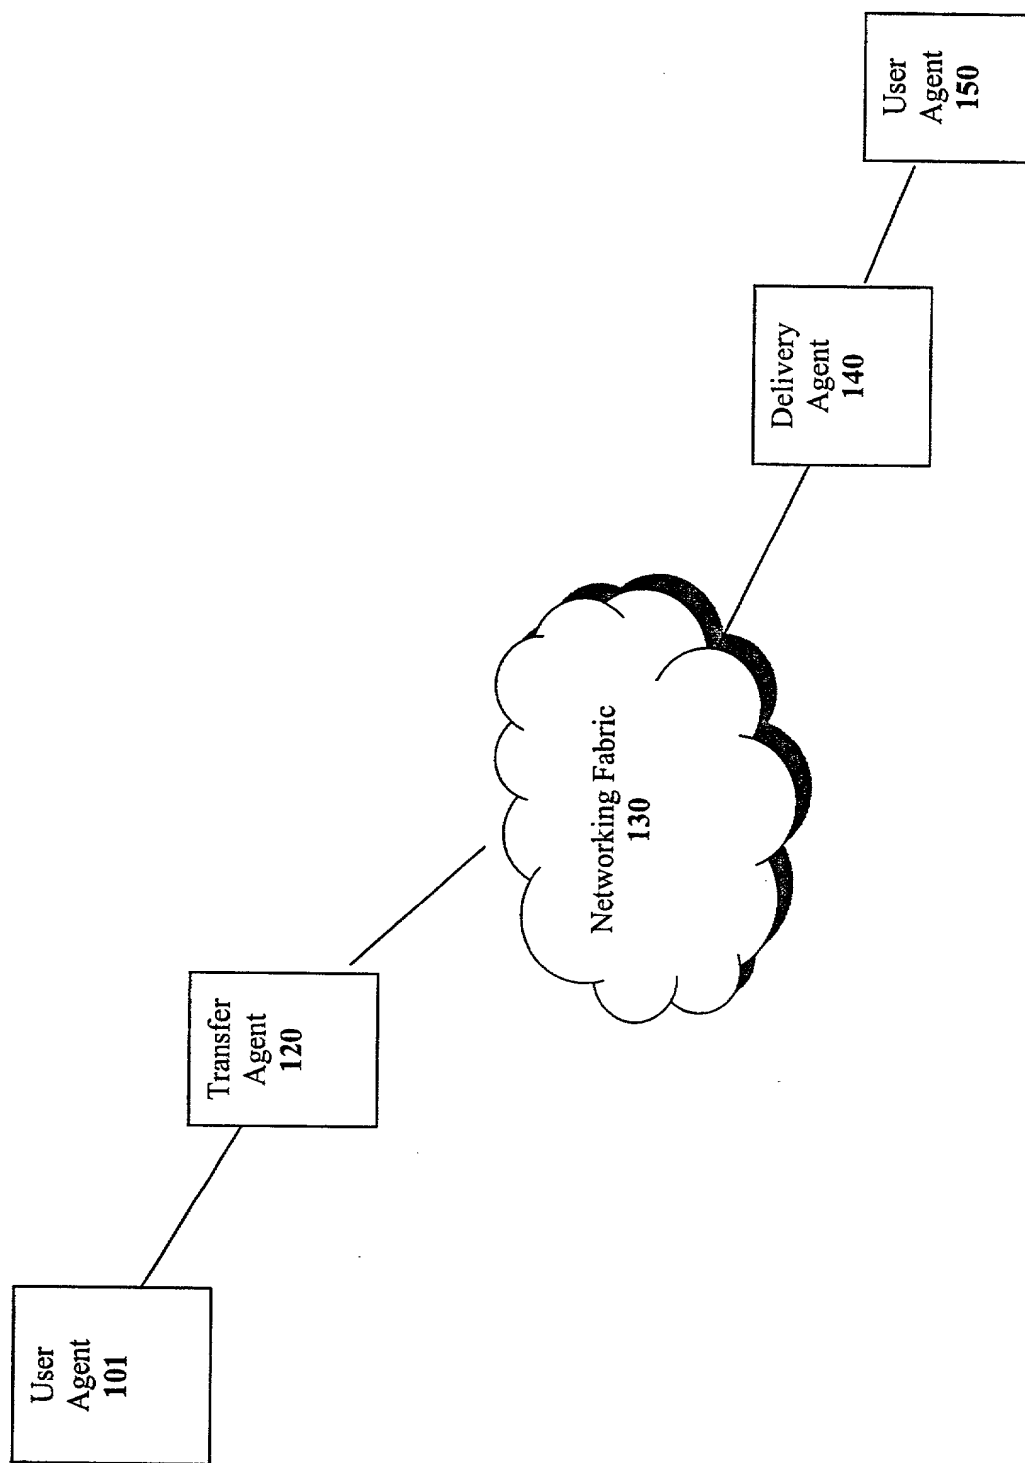 User
Agent
101
Transfer
Agent
120
Networking Fabric
130
Delivery
Agent
140
User
Agent
150